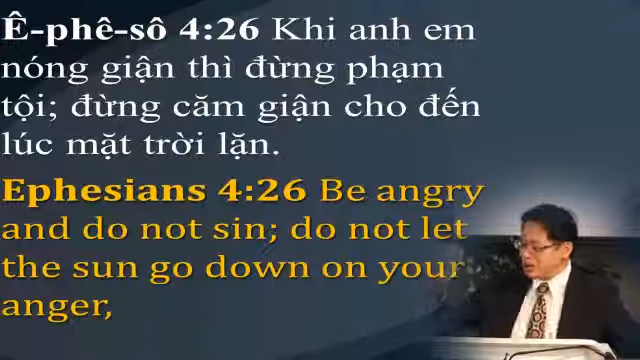 Ê-phê-sô 4:26 Khi anh em
nóng giận thì đừng phạm
tội; đừng căm giận cho đến
lúc mặt trời lặn.
Ephesians 4:26 Be angry
and do not sin; do not let
the sun go down on your
anger,